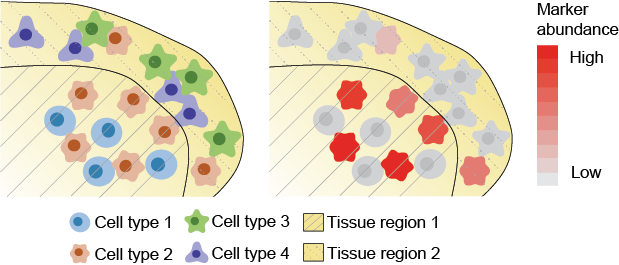 Marker
abundance
High
Low
Cell type 1
Cell type 3
Tissue region 1
Cell type 2
Cell type 4
Tissue region 2